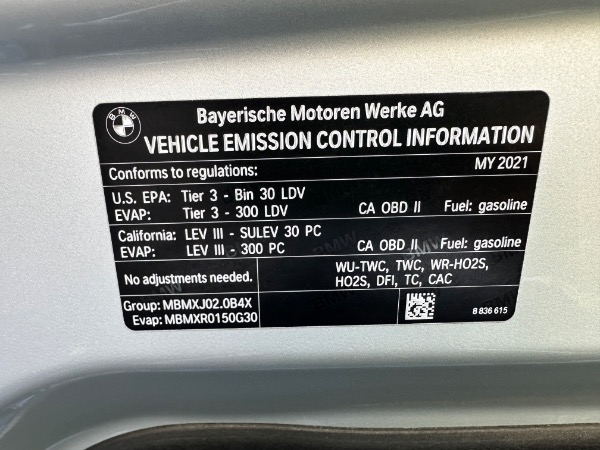 BMW
Bayerische Motoren Werke AG
VEHICLE EMISSION CONTROL INFORMATION
Conforms to regulations: MY 2021
U.S. EPA: Tier 3 - Bin 30 LDV
EVAP: Tier 3 - 300 LDV CA OBD II Fuel: gasoline
California: LEV III - SULEV 30 PC
EVAP: LEV III - 300 PC CA OBD II Fuel: gasoline
No adjustments needed.
WU-TWC, TWC, WR-HO2S,
HO2S, DFI, TC, CAC
Group: MBMXJ02.0B4X
Evap: MBMXR0150G30
8 836 615